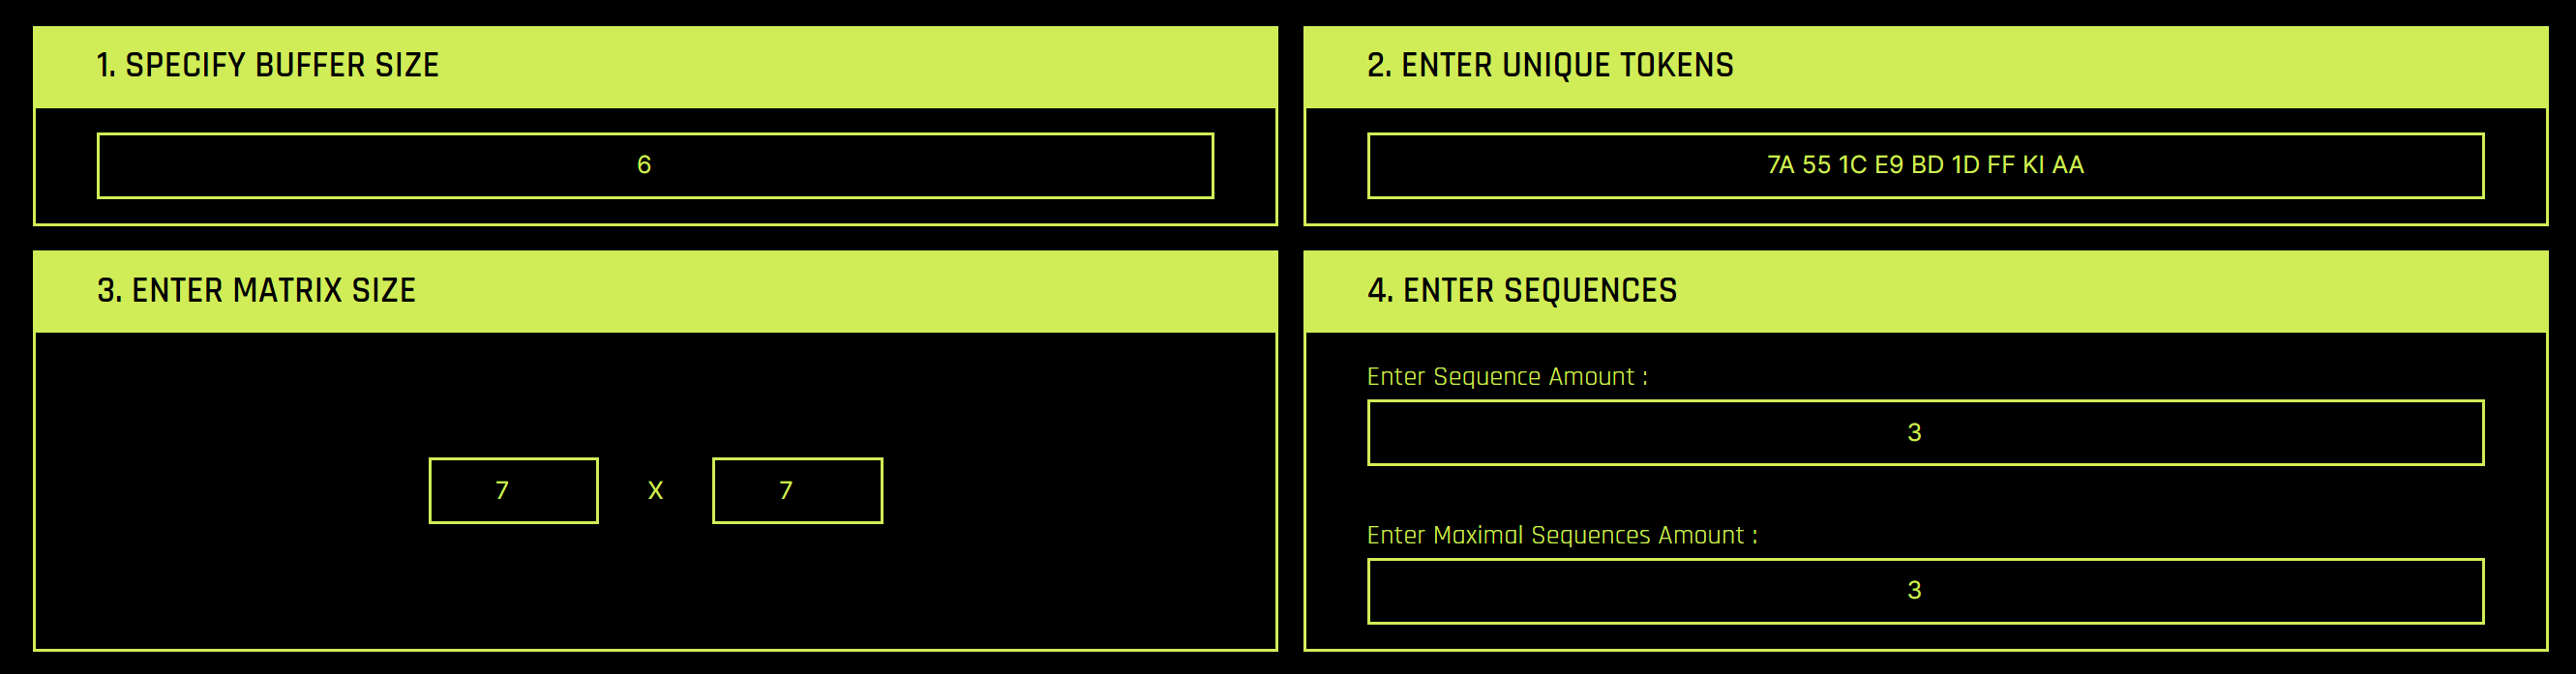 1. SPECIFY BUFFER SIZE
6
2. ENTER UNIQUE TOKENS
7A 55 1C E9 BD 1D FF KI AA
3. ENTER MATRIX SIZE
7 X 7
4. ENTER SEQUENCES
Enter Sequence Amount :
3
Enter Maximal Sequences Amount :
3